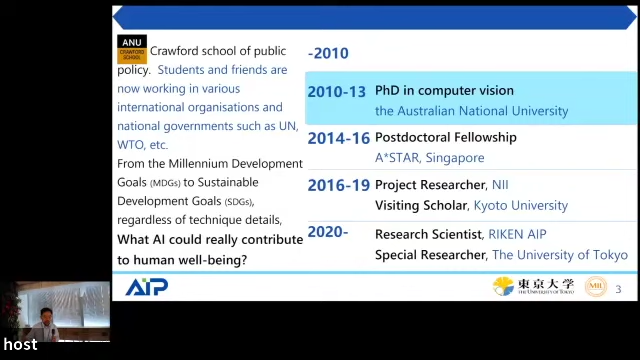 ANU
CRAWFORD
SCHOOL
Crawford school of public
policy. Students and friends are
now working in various
international organisations and
national governments such as UN,
WTO, etc.
From the Millennium Development
Goals (MDGs) to Sustainable
Development Goals (SDGs),
regardless of technique details,
What AI could really contribute
to human well-being?
-2010
2010-13 PhD in computer vision
the Australian National University
2014-16 Postdoctoral Fellowship
A*STAR, Singapore
2016-19 Project Researcher, NII
Visiting Scholar, Kyoto University
2020- Research Scientist, RIKEN AIP
Special Researcher, The University of Tokyo
AIP
東京大学
THE UNIVERSITY OF TOKYO
MIL
3
host